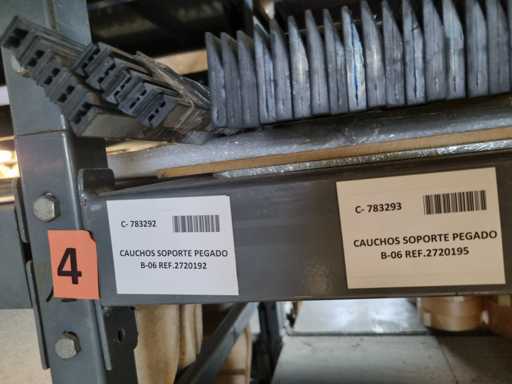 4
C- 783292
CAUCHOS SOPORTE PEGADO
B-06 REF.2720192
C- 783293
CAUCHOS SOPORTE PEGADO
B-06 REF.2720195